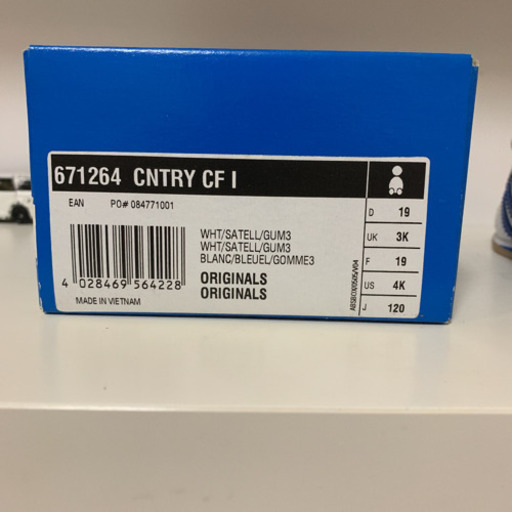 671264 CNTRY CF I
EAN PO# 084771001
WHT/SATELL/GUM3
WHT/SATELL/GUM3
BLANC/BLEUEL/GOMME3
4 028469 564228
ORIGINALS
ORIGINALS
MADE IN VIETNAM
D 19
UK 3K
F 19
US 4K
J 120